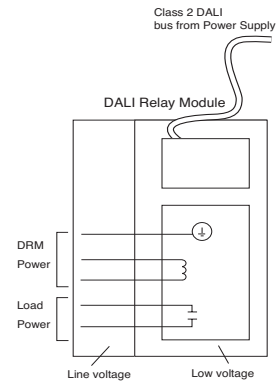 Class 2 DALI
bus from Power Supply
DALI Relay Module
DRM
Power
Load
Power
Line voltage
Low voltage